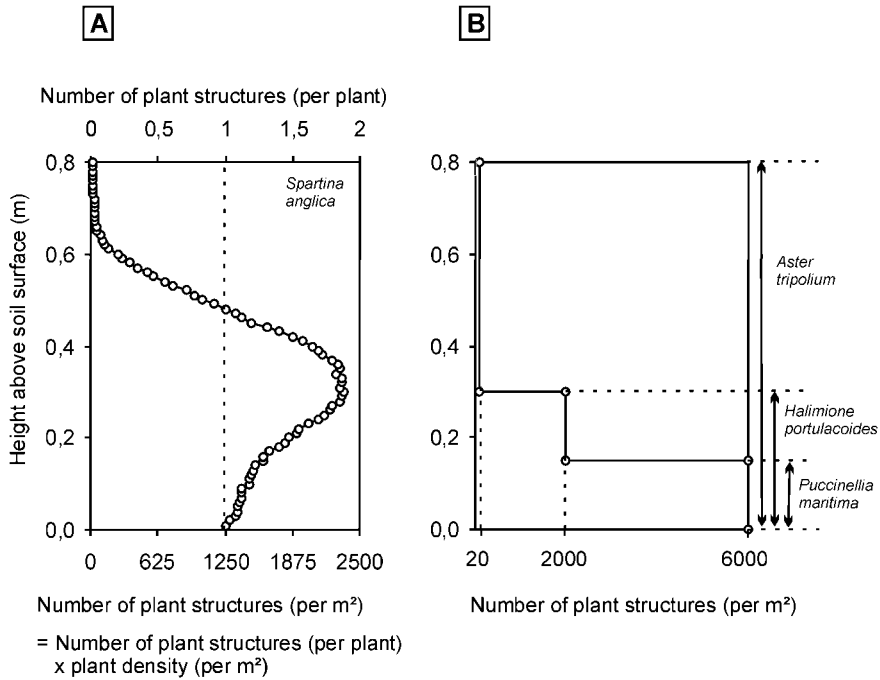 A
B
Number of plant structures (per plant)
0 0,5 1 1,5 2
0,8
0,6
0,4
0,2
0,0
Height above soil surface (m)
Spartina
anglica
0 625 1250 1875 2500
Number of plant structures (per m²)
= Number of plant structures (per plant)
x plant density (per m²)
0,8
0,6
0,4
0,2
0,0
Aster
tripolium
Halimione
portulacoides
Puccinellia
maritima
20 2000 6000
Number of plant structures (per m²)